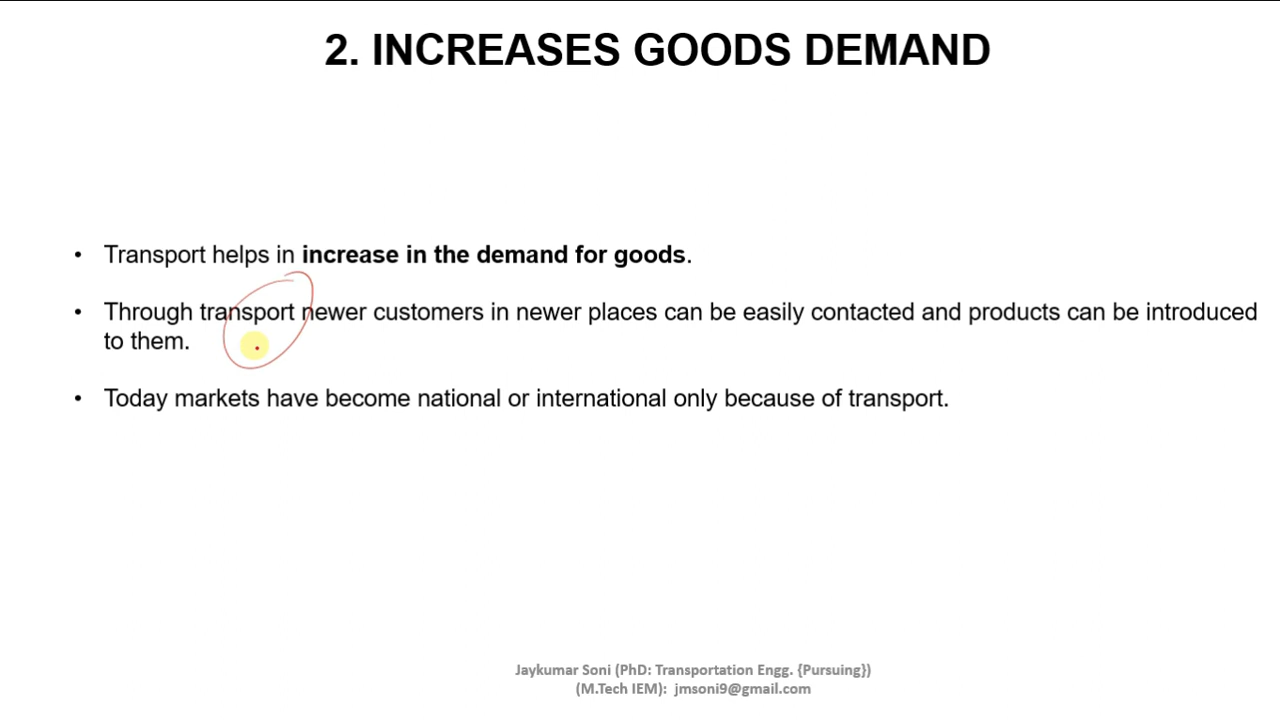 2. INCREASES GOODS DEMAND
• Transport helps in increase in the demand for goods.
• Through transport newer customers in newer places can be easily contacted and products can be introduced
to them.
• Today markets have become national or international only because of transport.
Jaykumar Soni (PhD: Transportation Engg. {Pursuing})
(M.Tech IEM): jmsoni9@gmail.com